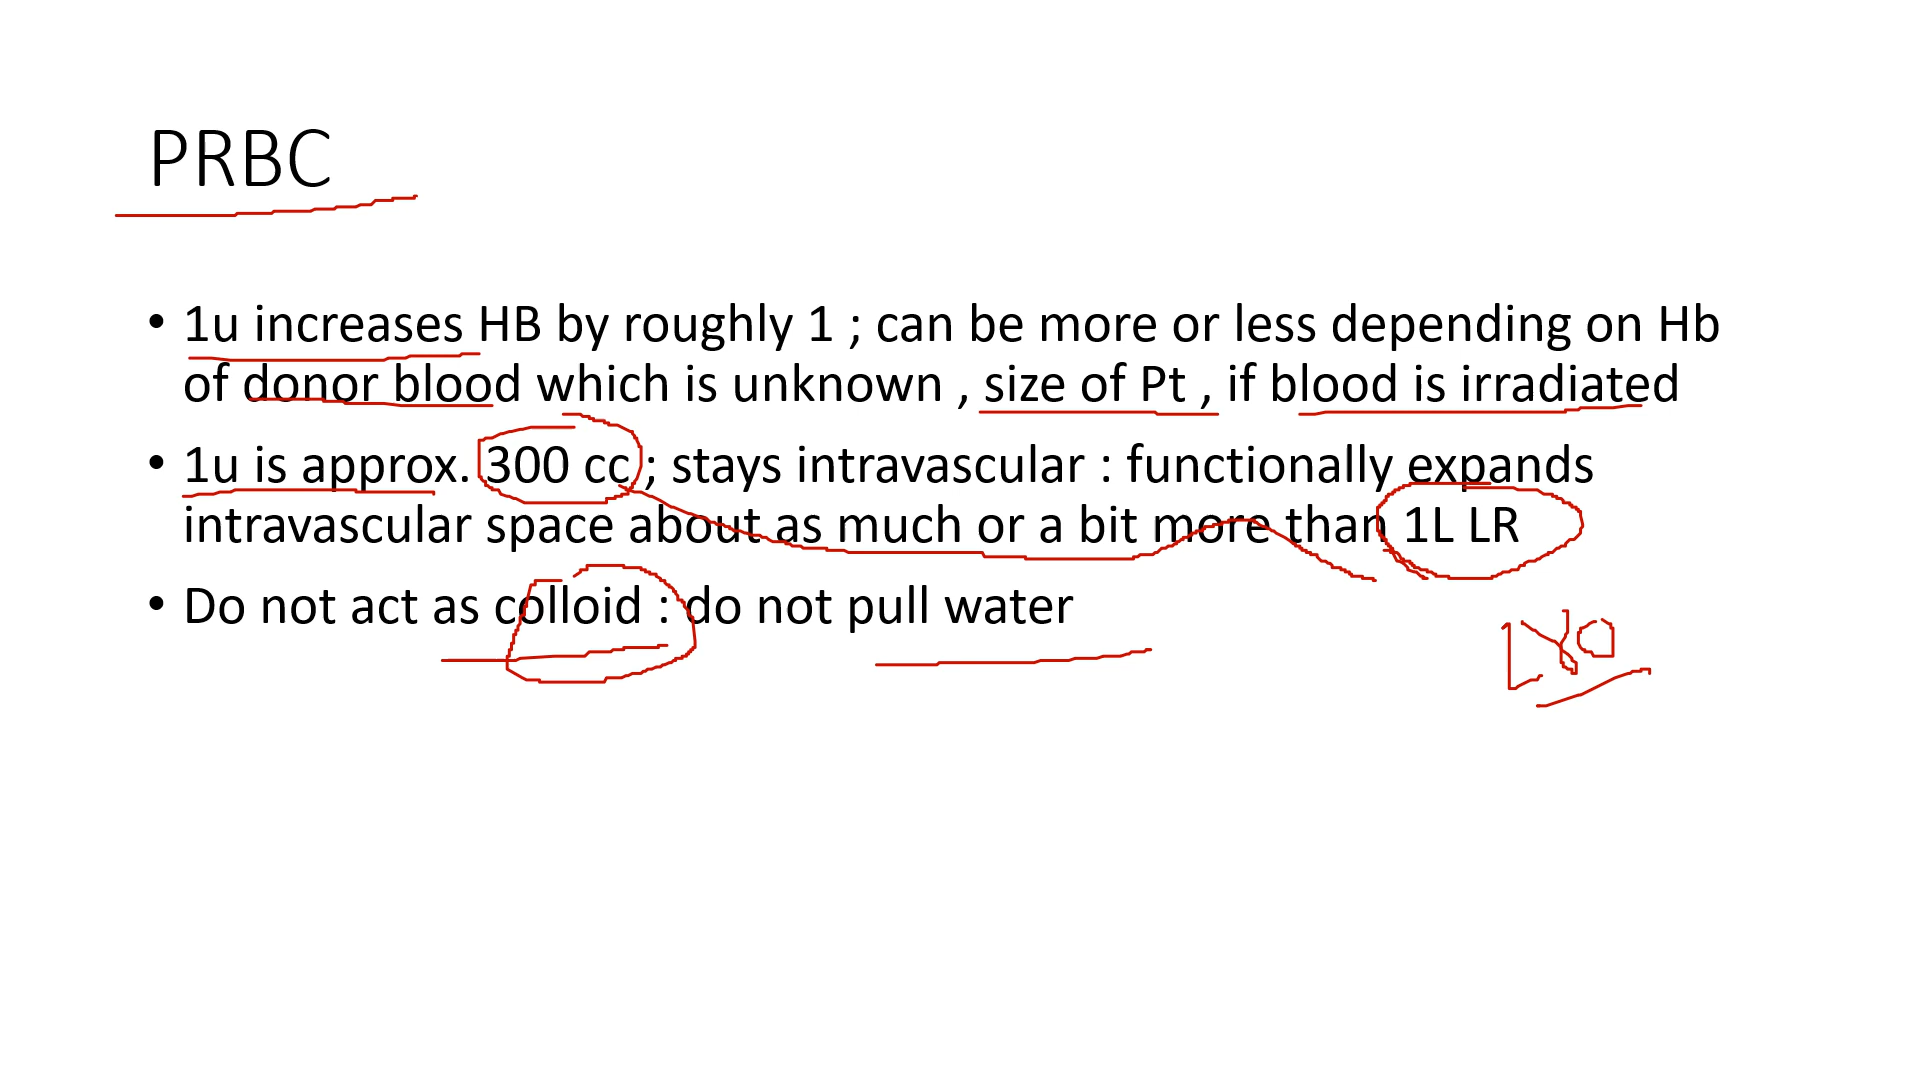 PRBC
• 1u increases HB by roughly 1 ; can be more or less depending on Hb
of donor blood which is unknown , size of Pt , if blood is irradiated
• 1u is approx. 300 cc ; stays intravascular : functionally expands
intravascular space about as much or a bit more than 1L LR
• Do not act as colloid : do not pull water